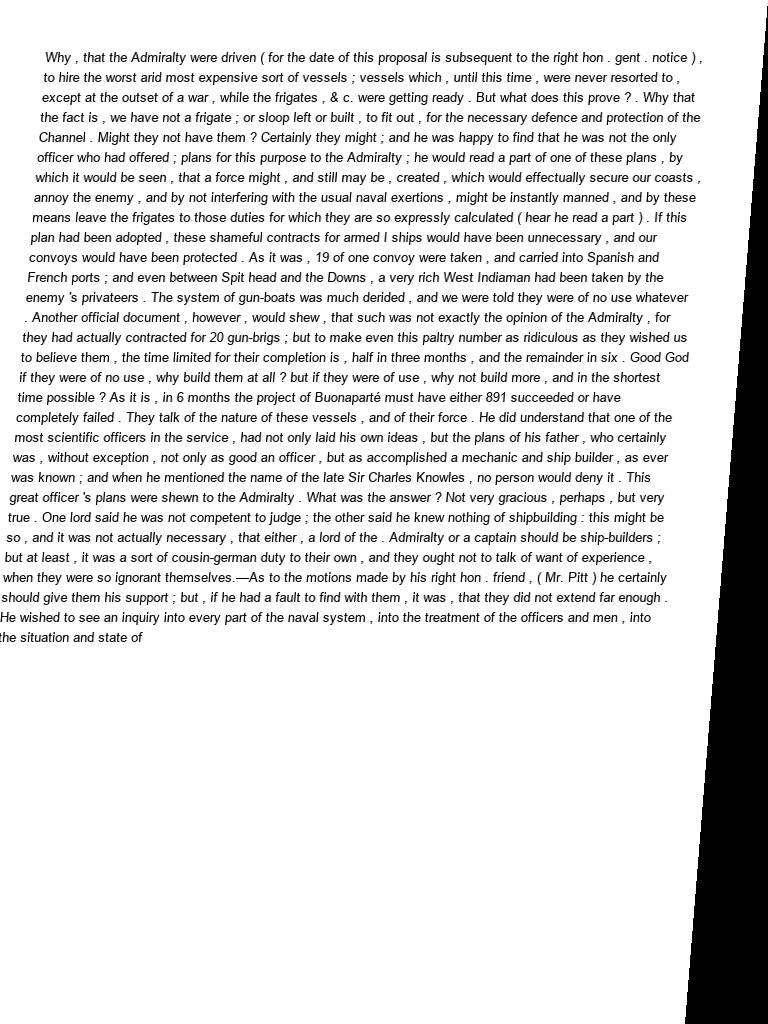 Why , that the Admiralty were driven ( for the date of this proposal is subsequent to the right hon . gent . notice ) ,
to hire the worst arid most expensive sort of vessels ; vessels which , until this time , were never resorted to ,
except at the outset of a war , while the frigates , & c. were getting ready . But what does this prove ? . Why that
the fact is , we have not a frigate ; or sloop left or built , to fit out , for the necessary defence and protection of the
Channel . Might they not have them ? Certainly they might ; and he was happy to find that he was not the only
officer who had offered ; plans for this purpose to the Admiralty ; he would read a part of one of these plans , by
which it would be seen , that a force might , and still may be , created , which would effectually secure our coasts ,
annoy the enemy , and by not interfering with the usual naval exertions , might be instantly manned , and by these
means leave the frigates to those duties for which they are so expressly calculated ( hear he read a part ) . If this
plan had been adopted , these shameful contracts for armed I ships would have been unnecessary , and our
convoys would have been protected . As it was , 19 of one convoy were taken , and carried into Spanish and
French ports ; and even between Spit head and the Downs , a very rich West Indiaman had been taken by the
enemy 's privateers . The system of gun-boats was much derided , and we were told they were of no use whatever
. Another official document , however , would shew , that such was not exactly the opinion of the Admiralty , for
they had actually contracted for 20 gun-brigs ; but to make even this paltry number as ridiculous as they wished us
to believe them , the time limited for their completion is , half in three months , and the remainder in six . Good God
if they were of no use , why build them at all ? but if they were of use , why not build more , and in the shortest
time possible ? As it is , in 6 months the project of Buonaparté must have either 891 succeeded or have
completely failed . They talk of the nature of these vessels , and of their force . He did understand that one of the
most scientific officers in the service , had not only laid his own ideas , but the plans of his father , who certainly
was , without exception , not only as good an officer , but as accomplished a mechanic and ship builder , as ever
was known ; and when he mentioned the name of the late Sir Charles Knowles , no person would deny it . This
great officer 's plans were shewn to the Admiralty . What was the answer ? Not very gracious , perhaps , but very
true . One lord said he was not competent to judge ; the other said he knew nothing of shipbuilding : this might be
so , and it was not actually necessary , that either , a lord of the . Admiralty or a captain should be ship-builders ;
but at least , it was a sort of cousin-german duty to their own , and they ought not to talk of want of experience ,
when they were so ignorant themselves.—As to the motions made by his right hon . friend , ( Mr. Pitt ) he certainly
should give them his support ; but , if he had a fault to find with them , it was , that they did not extend far enough .
He wished to see an inquiry into every part of the naval system , into the treatment of the officers and men , into
the situation and state of